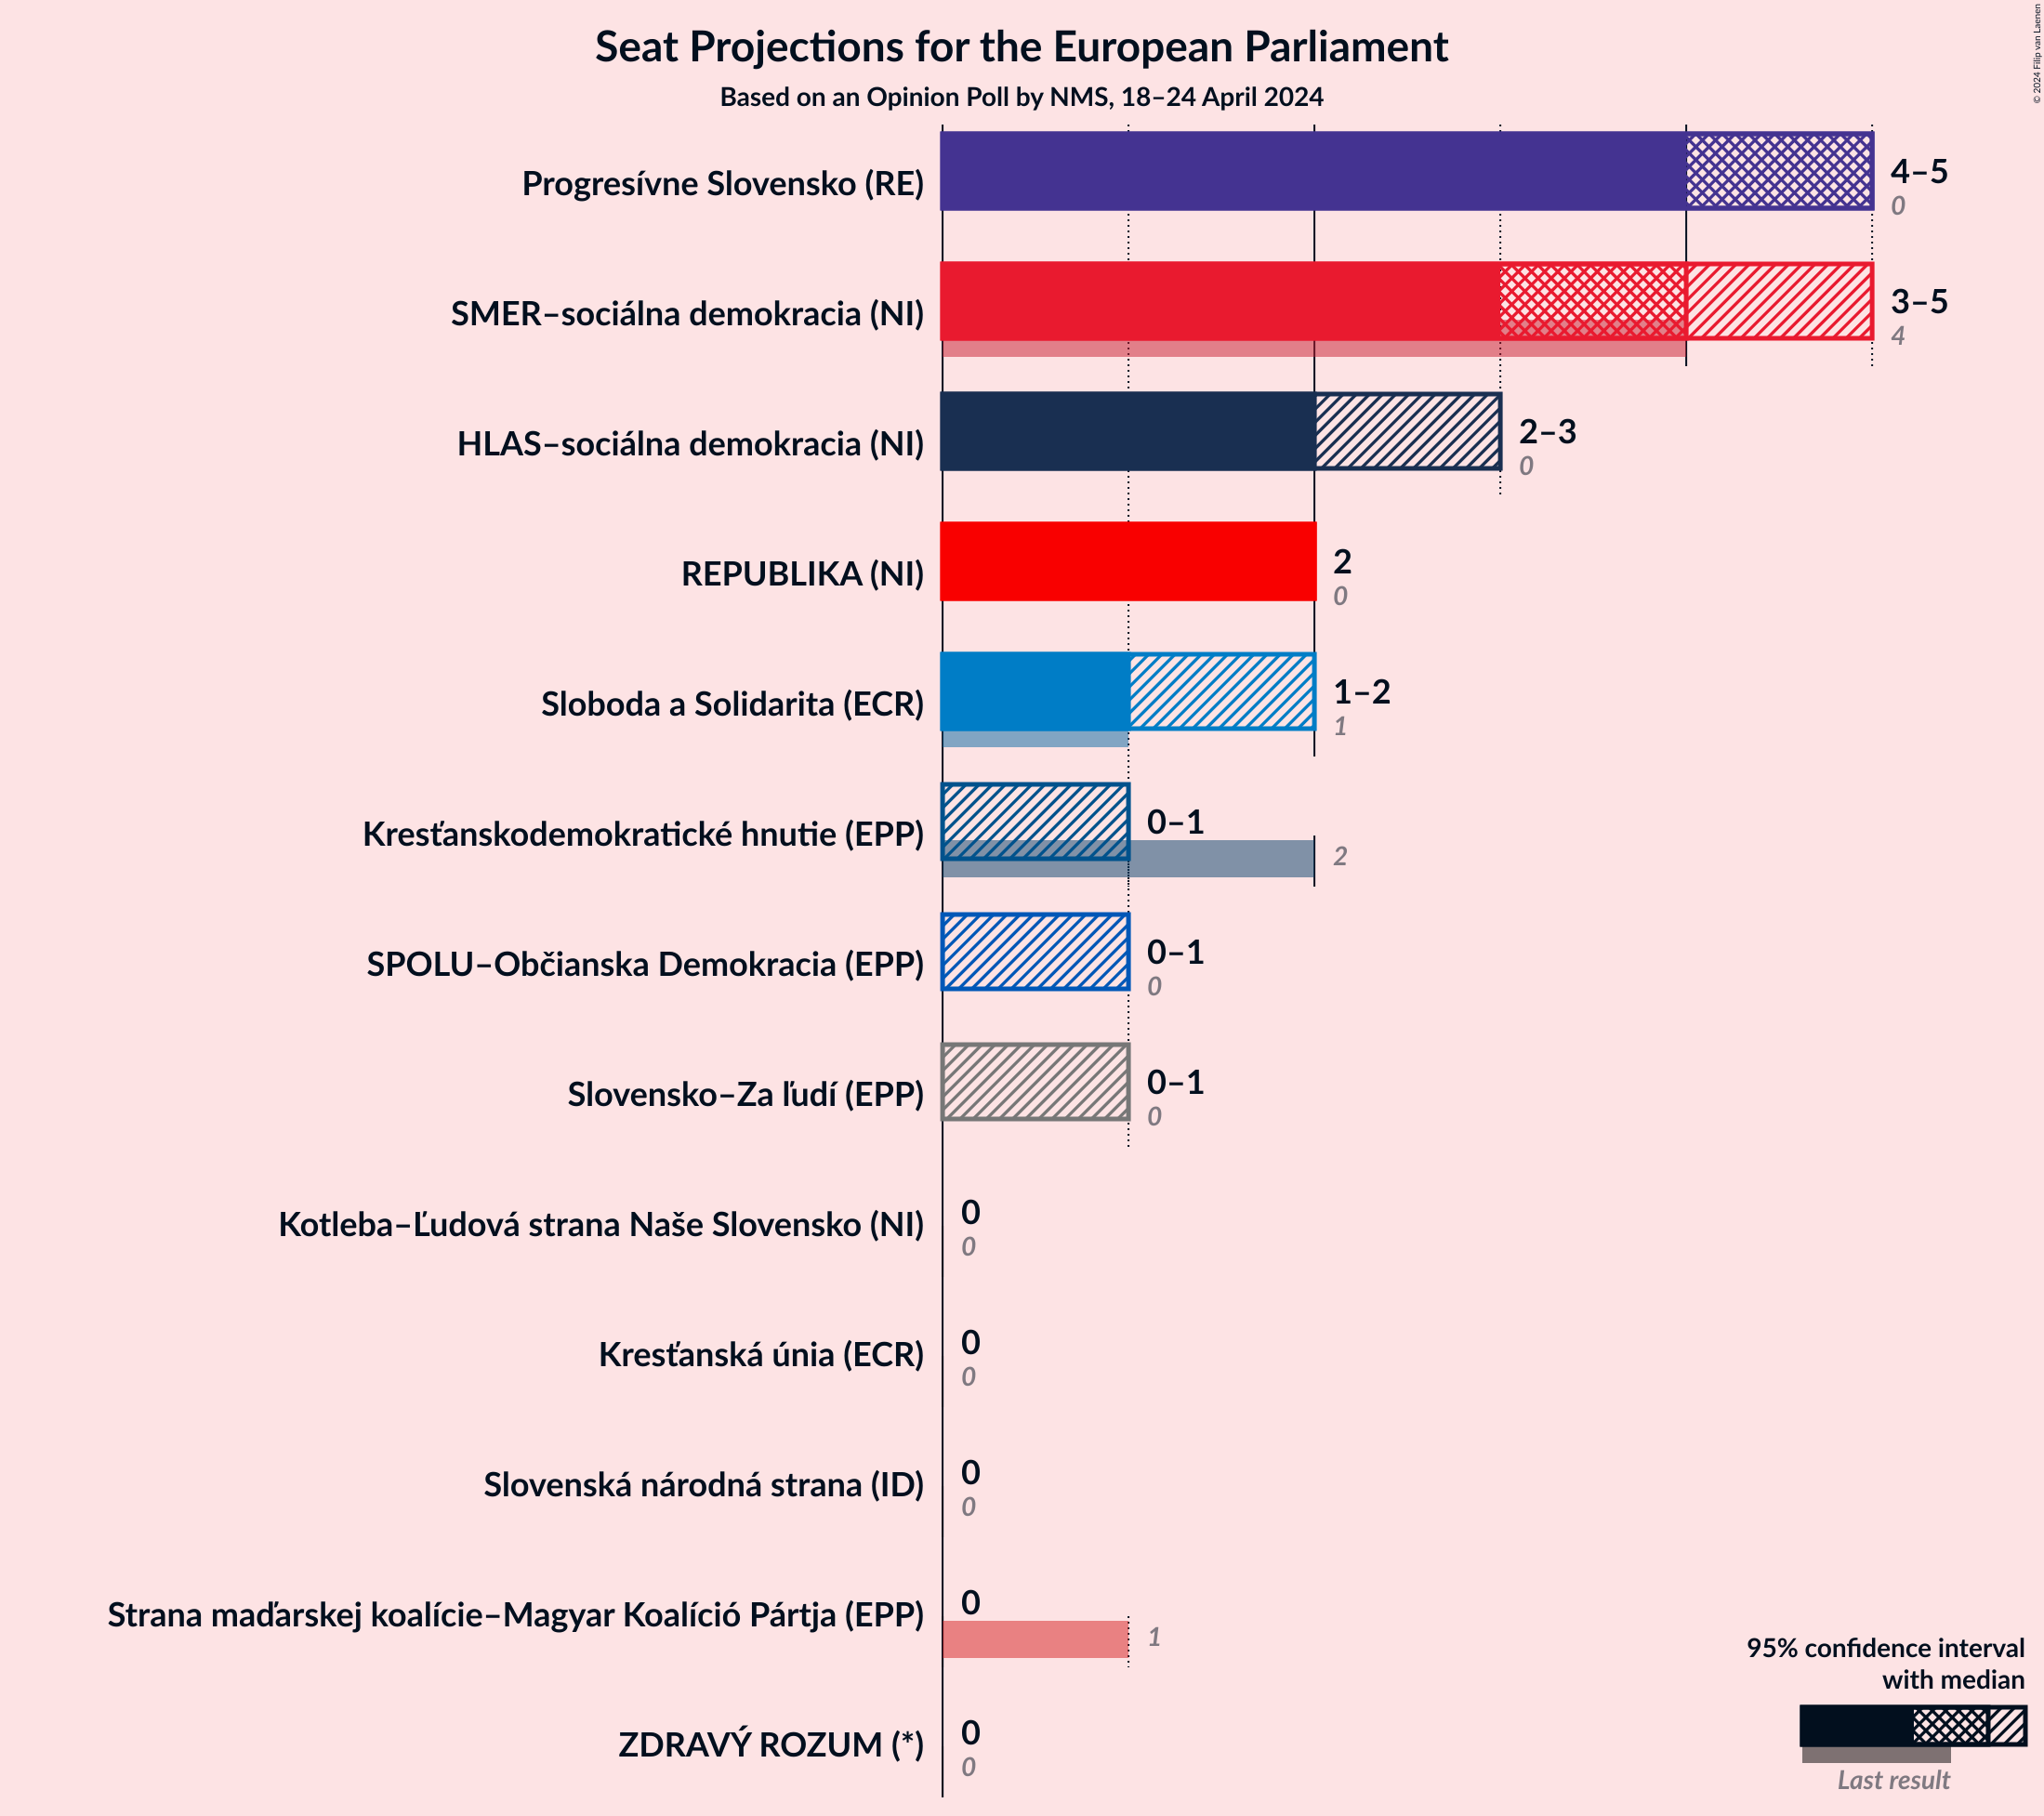 Seat Projections for the European Parliament
Based on an Opinion Poll by NMS, 18–24 April 2024
© 2024 Filip van Laenen
Progresívne Slovensko (RE)
4–5
0
SMER–sociálna demokracia (NI)
3–5
4
HLAS–sociálna demokracia (NI)
2–3
0
REPUBLIKA (NI)
2
0
Sloboda a Solidarita (ECR)
1–2
1
Kresťanskodemokratické hnutie (EPP)
0–1
2
SPOLU–Občianska Demokracia (EPP)
0–1
0
Slovensko–Za ľudí (EPP)
0–1
0
Kotleba–Ľudová strana Naše Slovensko (NI)
0
0
Kresťanská únia (ECR)
0
0
Slovenská národná strana (ID)
0
0
Strana maďarskej koalície–Magyar Koalíció Pártja (EPP)
0
1
ZDRAVÝ ROZUM (*)
0
0
95% confidence interval
with median
Last result